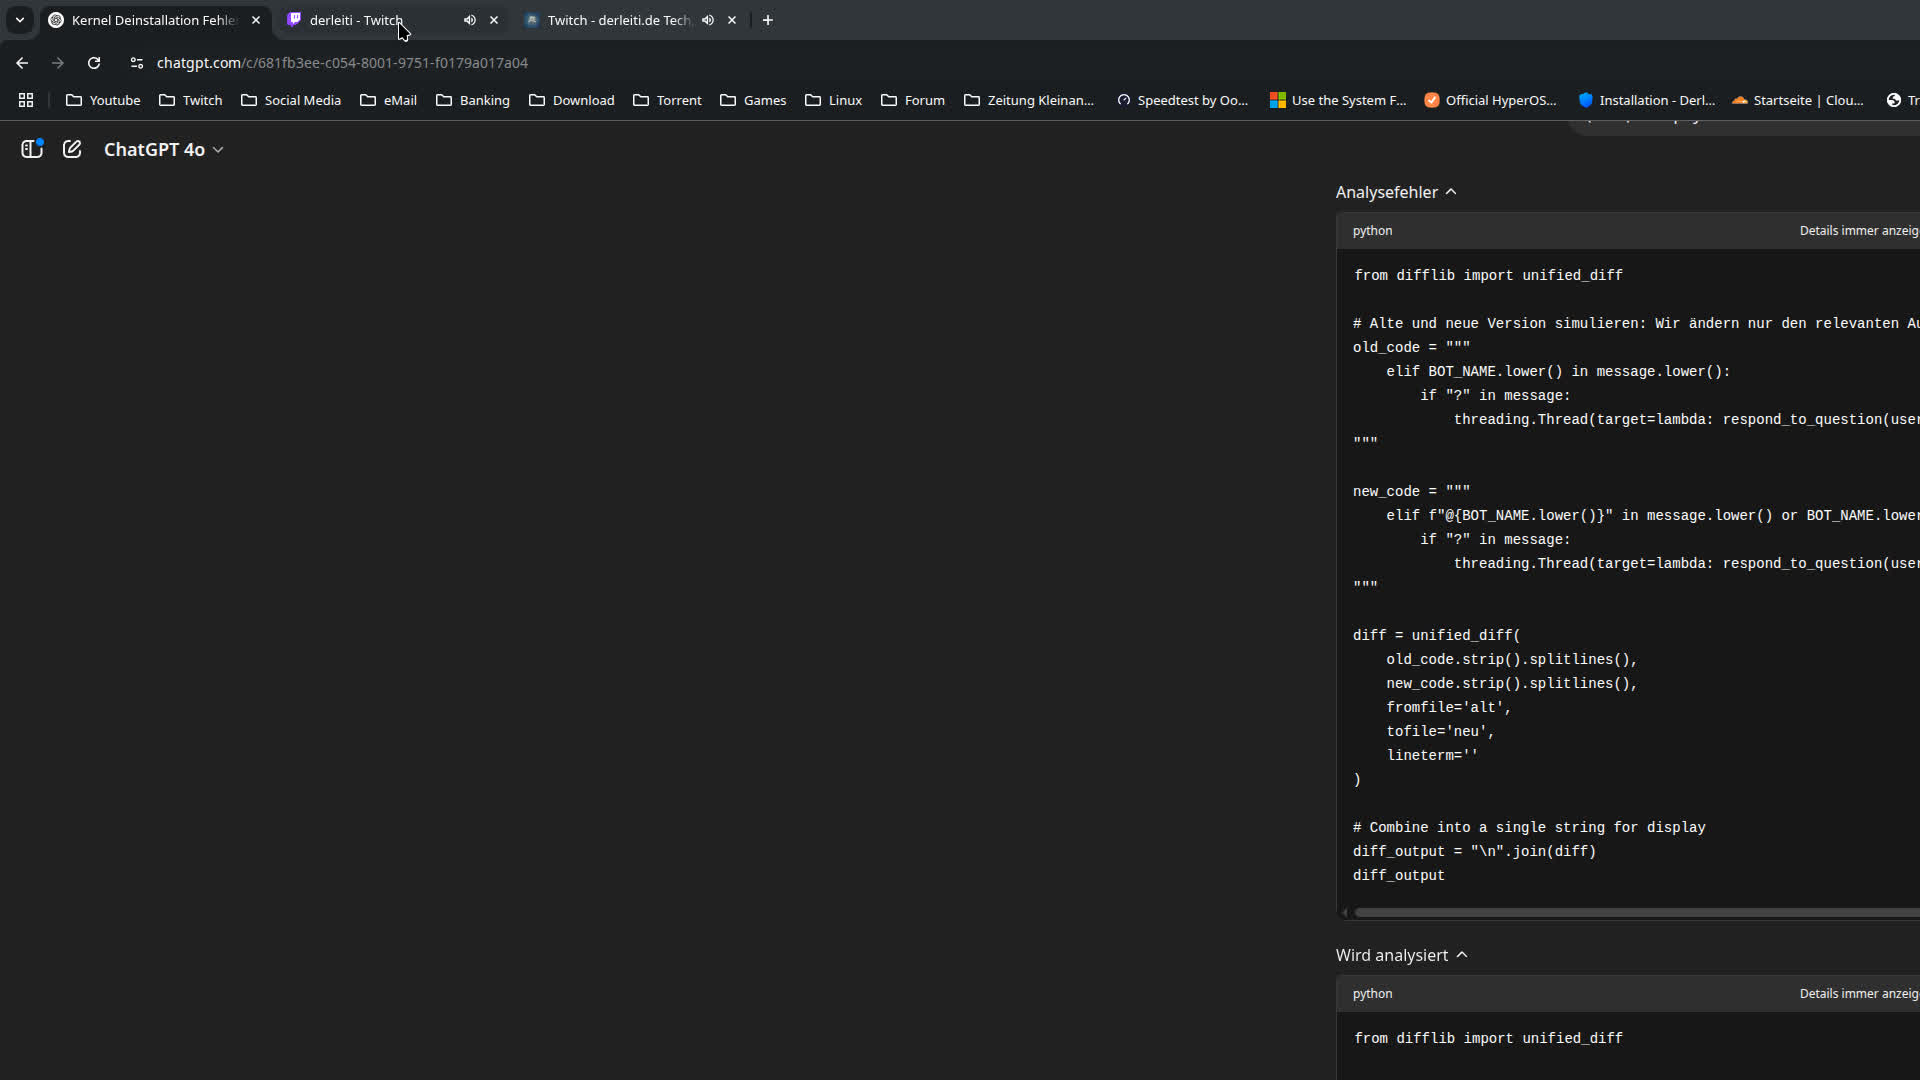 Kernel Deinstallation Fehle
derleiti - Twitch
Twitch - derleiti.de Tech
chatgpt.com/c/681fb3ee-c054-8001-9751-f0179a017a04
Youtube
Twitch
Social Media
eMail
Banking
Download
Torrent
Games
Linux
Forum
Zeitung Kleinan...
Speedtest by Oo...
Use the System F...
Official HyperOS...
Installation - Derl...
Startseite | Clou...
Tr
ChatGPT 4o
Analysefehler
python
Details immer anzeig
from difflib import unified_diff
# Alte und neue Version simulieren: Wir ändern nur den relevanten Au
old_code = """
    elif BOT_NAME.lower() in message.lower():
        if "?" in message:
            threading.Thread(target=lambda: respond_to_question(user
"""
new_code = """
    elif f"@{BOT_NAME.lower()}" in message.lower() or BOT_NAME.lower
        if "?" in message:
            threading.Thread(target=lambda: respond_to_question(user
"""
diff = unified_diff(
    old_code.strip().splitlines(),
    new_code.strip().splitlines(),
    fromfile='alt',
    tofile='neu',
    lineterm=''
)
# Combine into a single string for display
diff_output = "\n".join(diff)
diff_output
Wird analysiert
python
Details immer anzeig
from difflib import unified_diff